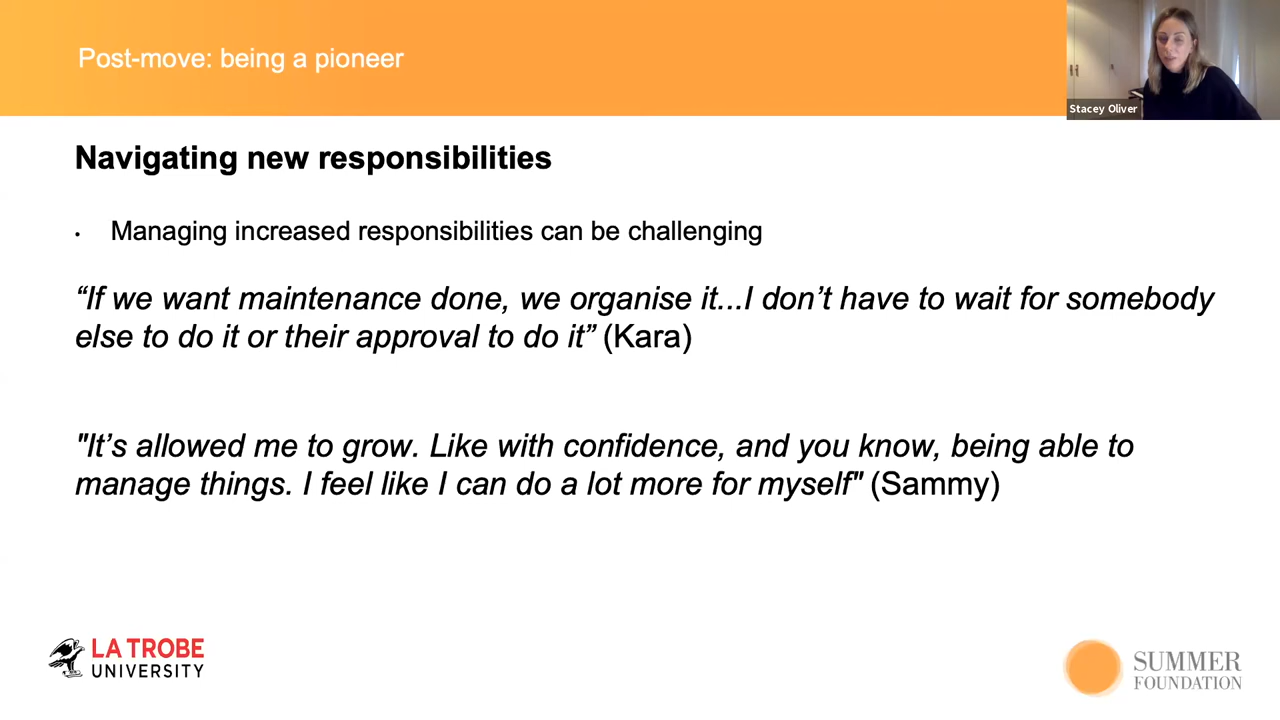 Post-move: being a pioneer
Stacey Oliver
Navigating new responsibilities
• Managing increased responsibilities can be challenging
“If we want maintenance done, we organise it...I don’t have to wait for somebody
else to do it or their approval to do it” (Kara)
"It’s allowed me to grow. Like with confidence, and you know, being able to
manage things. I feel like I can do a lot more for myself" (Sammy)
LA TROBE
UNIVERSITY
SUMMER
FOUNDATION